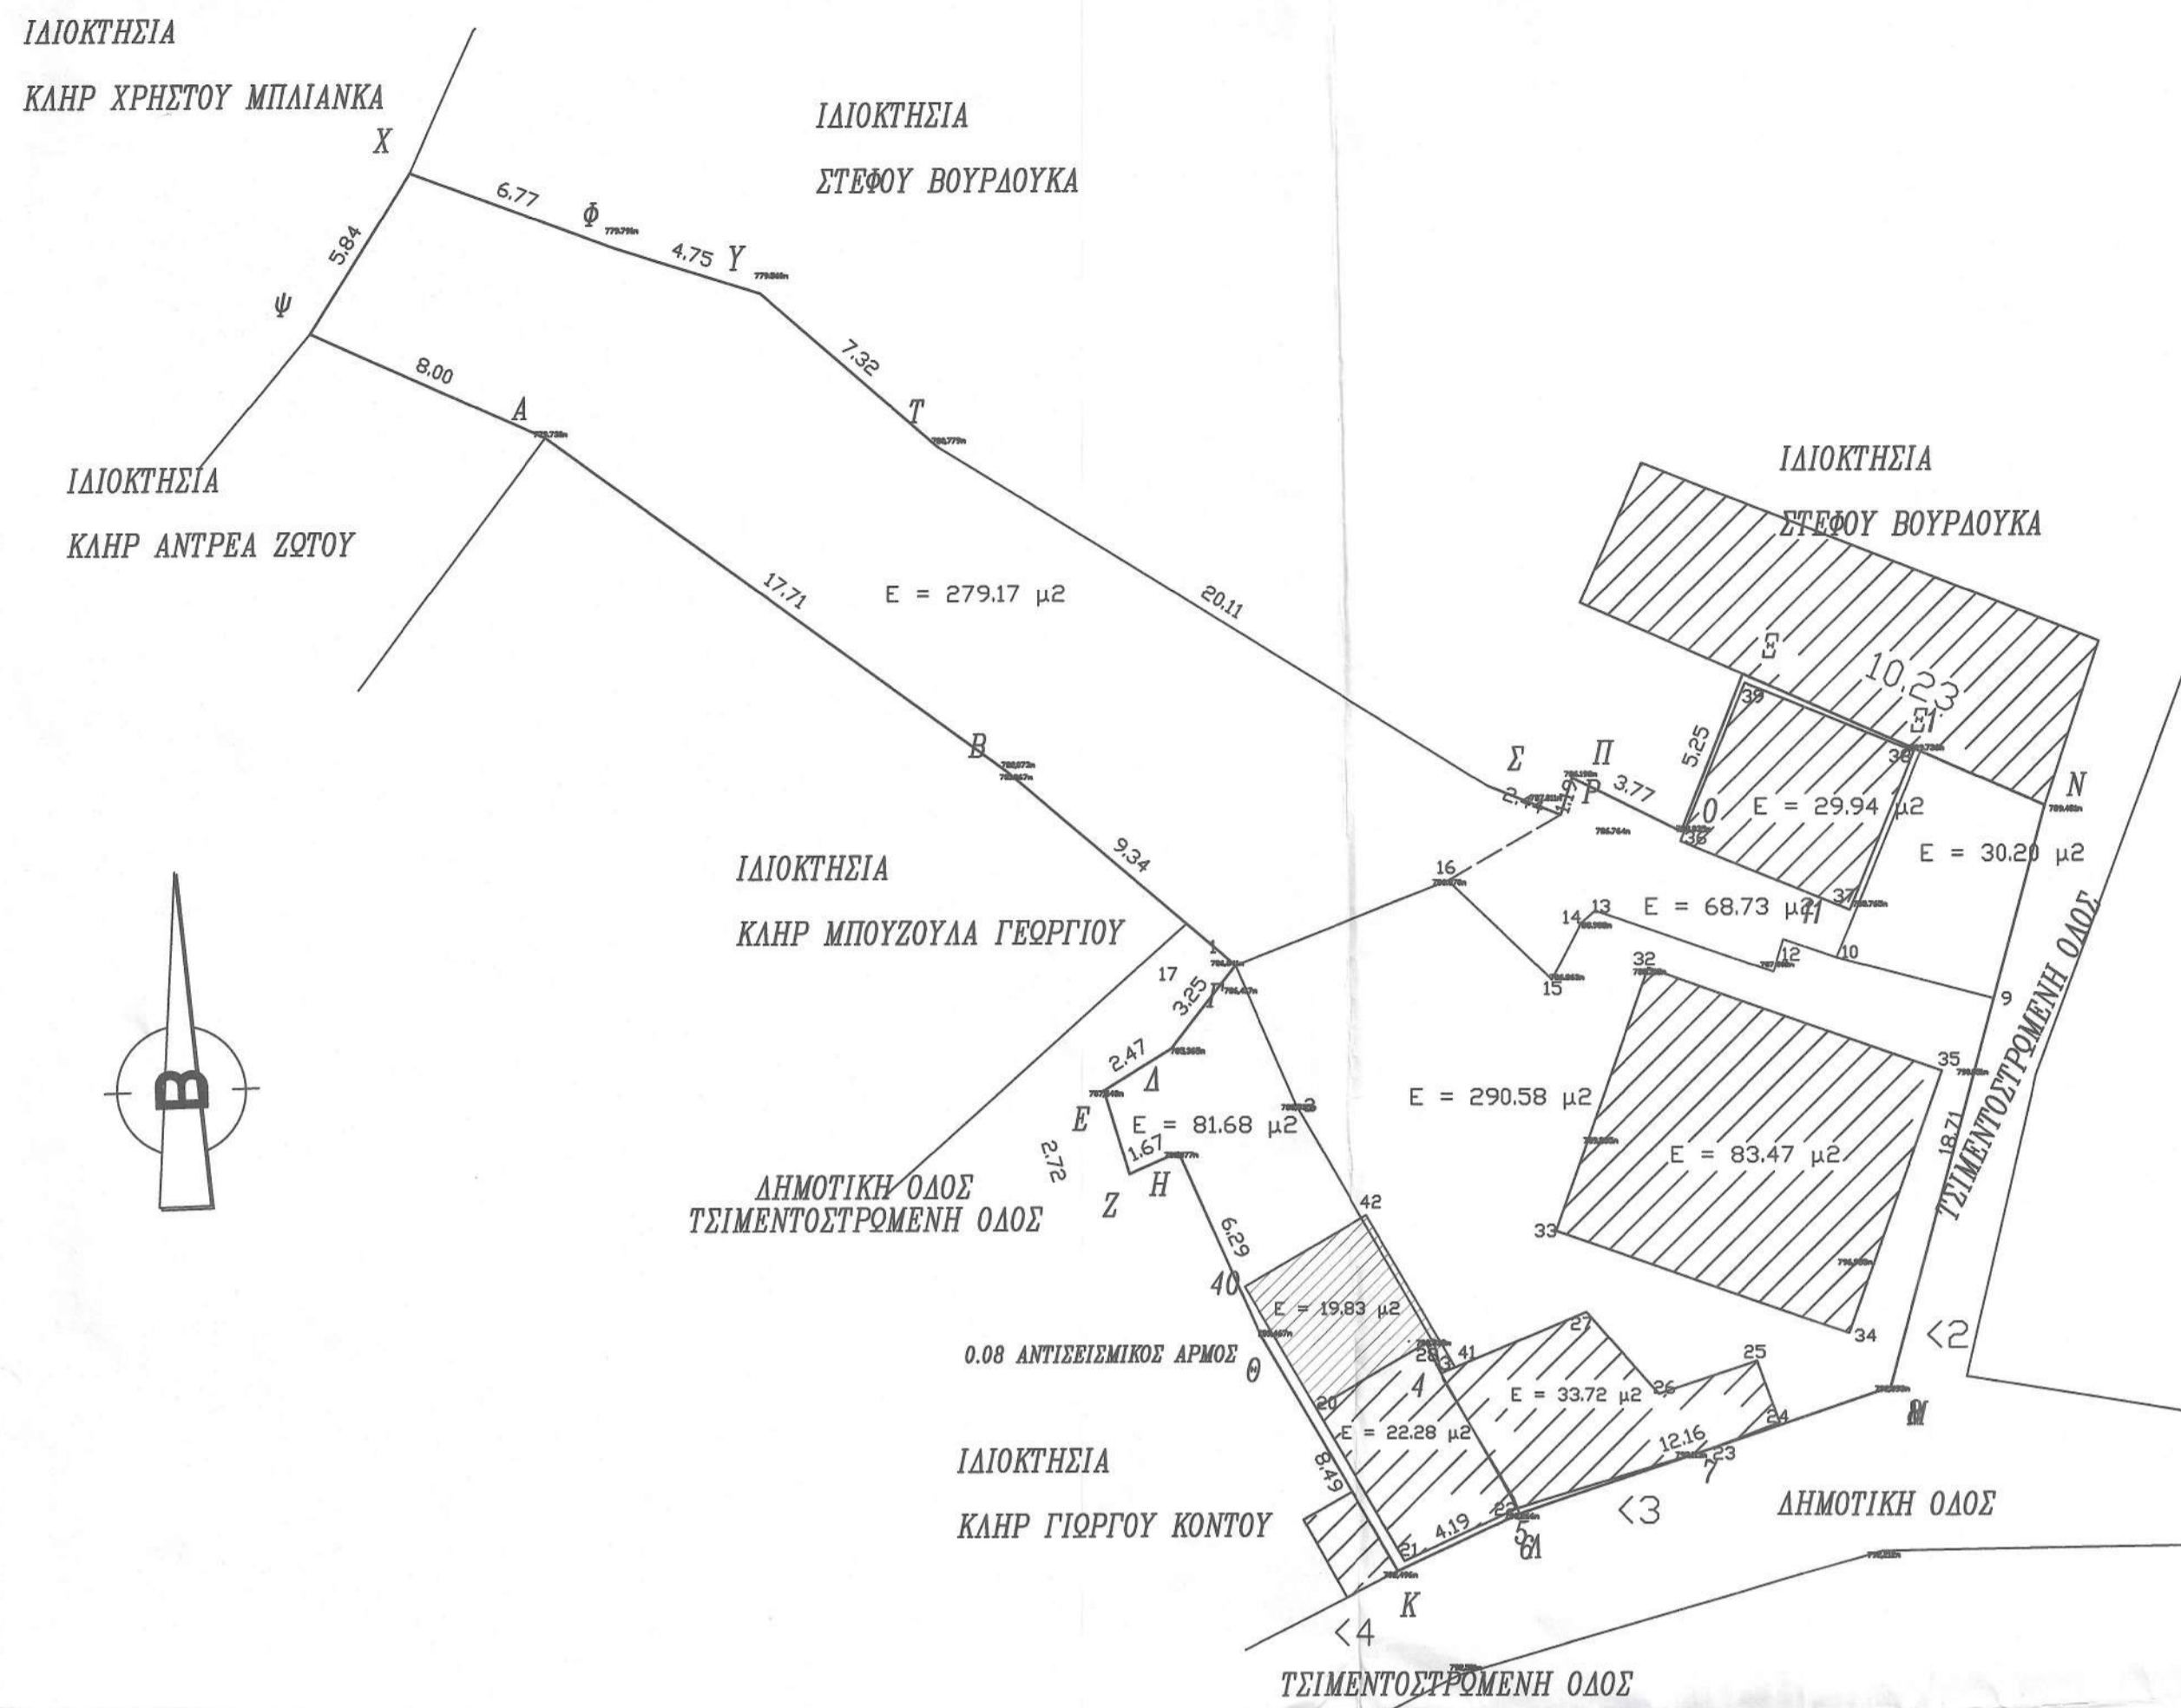 ΙΔΙΟΚΤΗΣΙΑ
ΚΛΗΡ ΧΡΗΣΤΟΥ ΜΠΛΙΑΝΚΑ
Χ
ΙΔΙΟΚΤΗΣΙΑ
ΣΤΕΦΟΥ ΒΟΥΡΔΟΥΚΑ
6.77
Φ
4.75
Υ
5.84
Ψ
8.00
Α
7.32
Τ
ΙΔΙΟΚΤΗΣΙΑ
ΚΛΗΡ ΑΝΤΡΕΑ ΖΩΤΟΥ
ΙΔΙΟΚΤΗΣΙΑ
ΣΤΕΦΟΥ ΒΟΥΡΔΟΥΚΑ
17.71
Ε = 279.17 μ2
20.11
Ξ
10.23
39
Ξ1
38
5.25
Β
Σ
Π
Ρ
1.19
3.77
Ο
36
Ε = 29.94 μ2
Ν
Ε = 30.20 μ2
9.34
ΙΔΙΟΚΤΗΣΙΑ
ΚΛΗΡ ΜΠΟΥΖΟΥΛΑ ΓΕΩΡΓΙΟΥ
16
14
13
Ε = 68.73 μ2
37
11
12
10
9
15
1
17
Γ
3.25
32
35
2.47
Δ
Ε
Ε = 81.68 μ2
2
Ε = 290.58 μ2
Ε = 83.47 μ2
18.71
ΤΣΙΜΕΝΤΟΣΤΡΩΜΕΝΗ ΟΔΟΣ
2.72
1.67
Ζ
Η
ΔΗΜΟΤΙΚΗ ΟΔΟΣ
ΤΣΙΜΕΝΤΟΣΤΡΩΜΕΝΗ ΟΔΟΣ
6.29
42
33
34
<2
40
Ε = 19.83 μ2
0.08 ΑΝΤΙΣΕΙΣΜΙΚΟΣ ΑΡΜΟΣ
Θ
28
3
41
27
25
26
4
20
Ε = 33.72 μ2
24
Μ
Ε = 22.28 μ2
12.16
23
7
8.49
ΙΔΙΟΚΤΗΣΙΑ
ΚΛΗΡ ΓΙΩΡΓΟΥ ΚΟΝΤΟΥ
22
4.19
21
5
6Λ
<3
ΔΗΜΟΤΙΚΗ ΟΔΟΣ
Κ
<4
ΤΣΙΜΕΝΤΟΣΤΡΩΜΕΝΗ ΟΔΟΣ
Β